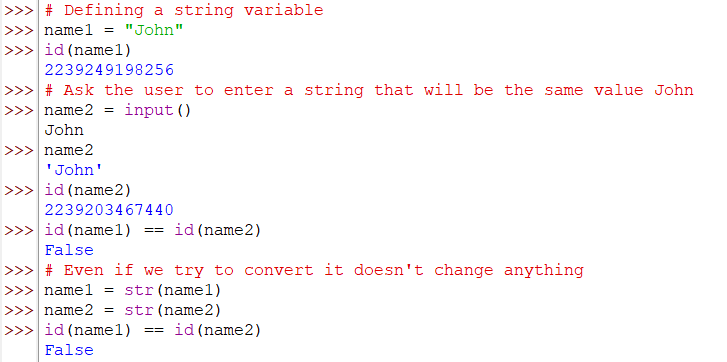 >>> # Defining a string variable
>>> name1 = "John"
>>> id(name1)
2239249198256
>>> # Ask the user to enter a string that will be the same value John
>>> name2 = input()
John
>>> name2
'John'
>>> id(name2)
2239203467440
>>> id(name1) == id(name2)
False
>>> # Even if we try to convert it doesn't change anything
>>> name1 = str(name1)
>>> name2 = str(name2)
>>> id(name1) == id(name2)
False